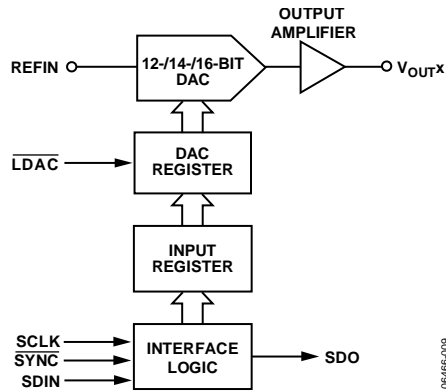 OUTPUT
AMPLIFIER
REFIN
12-/14-/16-BIT
DAC
VOUTX
LDAC
DAC
REGISTER
INPUT
REGISTER
SCLK
SYNC
SDIN
INTERFACE
LOGIC
SDO
06466-009